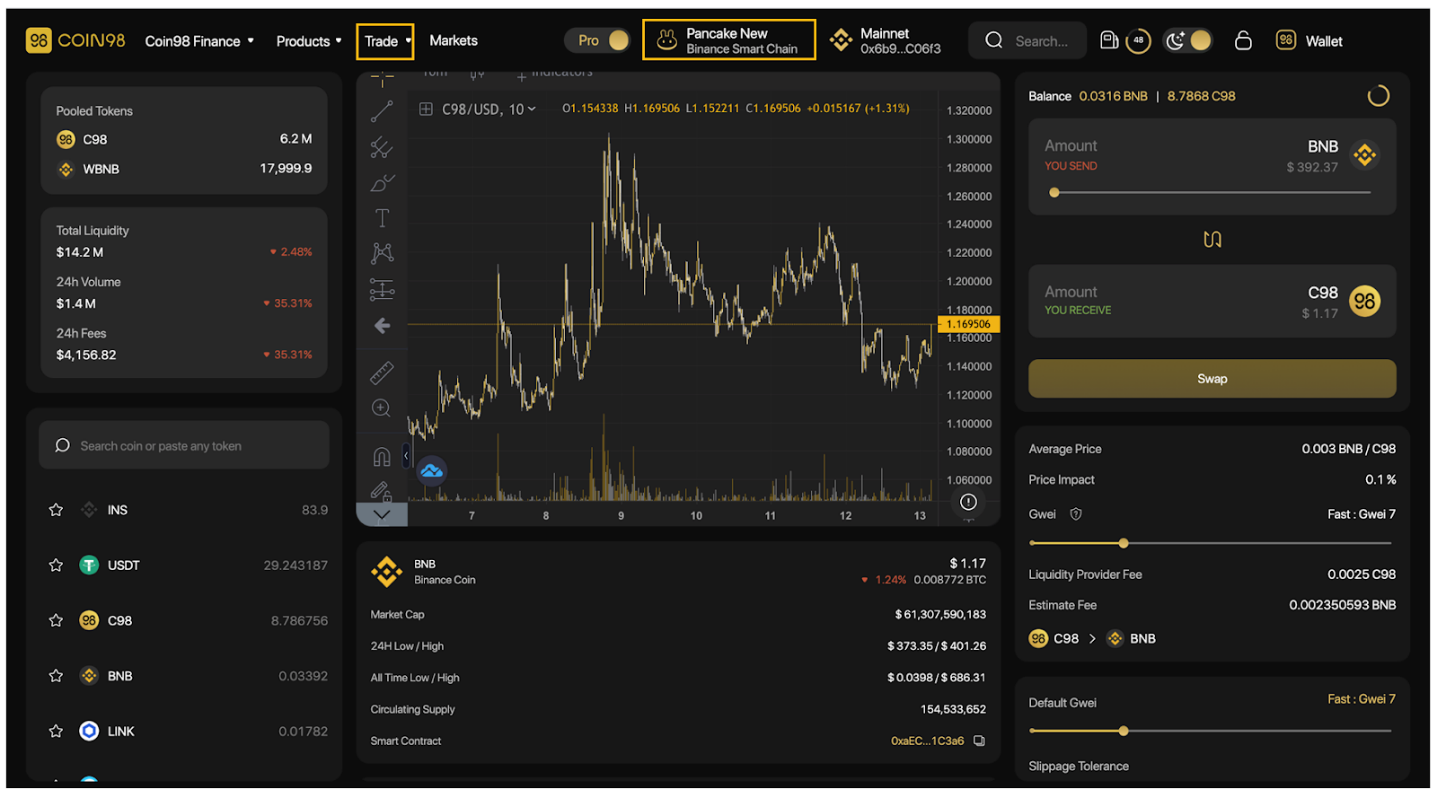 98 COIN98 Coin98 Finance Products Trade Markets Pro Pancake New Binance Smart Chain Mainnet 0x6b9...C06f3 Search... 48 98 Wallet
Pooled Tokens
98 C98 6.2 M
WBNB 17,999.9
Total Liquidity
$14.2 M 2.48%
24h Volume
$1.4 M 35.31%
24h Fees
$4,156.82 35.31%
Search coin or paste any token
INS 83.9
USDT 29.243187
98 C98 8.786756
BNB 0.03392
LINK 0.01782
Indicators
C98/USD, 10 O1.154338 H1.169506 L1.152211 C1.169506 +0.015167 (+1.31%)
1.320000
1.300000
1.280000
1.260000
1.240000
1.220000
1.200000
1.180000
1.169506
1.160000
1.140000
1.120000
1.100000
1.080000
1.060000
7 8 9 10 11 12 13
BNB $ 1.17
Binance Coin 1.24% 0.008772 BTC
Market Cap $ 61,307,590,183
24H Low / High $ 373.35 / $ 401.26
All Time Low / High $ 0.0398 / $ 686.31
Circulating Supply 154,533,652
Smart Contract 0xaEC...1C3a6
Balance 0.0316 BNB | 8.7868 C98
Amount BNB
YOU SEND $ 392.37
Amount C98 98
YOU RECEIVE $ 1.17
Swap
Average Price 0.003 BNB / C98
Price Impact 0.1 %
Gwei Fast : Gwei 7
Liquidity Provider Fee 0.0025 C98
Estimate Fee 0.002350593 BNB
98 C98 > BNB
Default Gwei Fast : Gwei 7
Slippage Tolerance